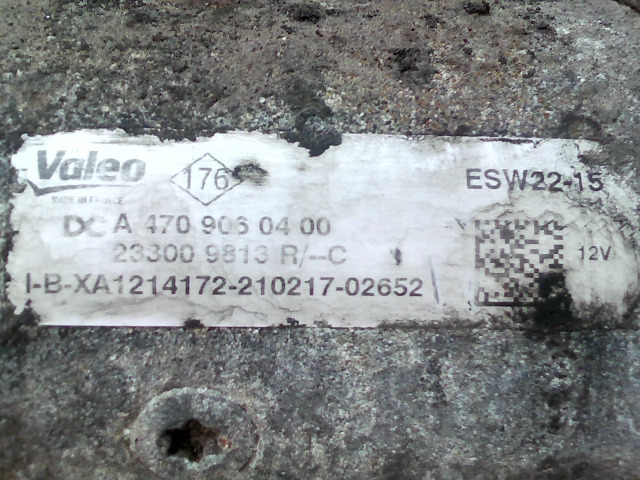 Valeo
MADE IN FRANCE
176
ESW22-15
DC A 470 906 04 00
23300 9813 R/--C
12V
I-B-XA1214172-210217-02652